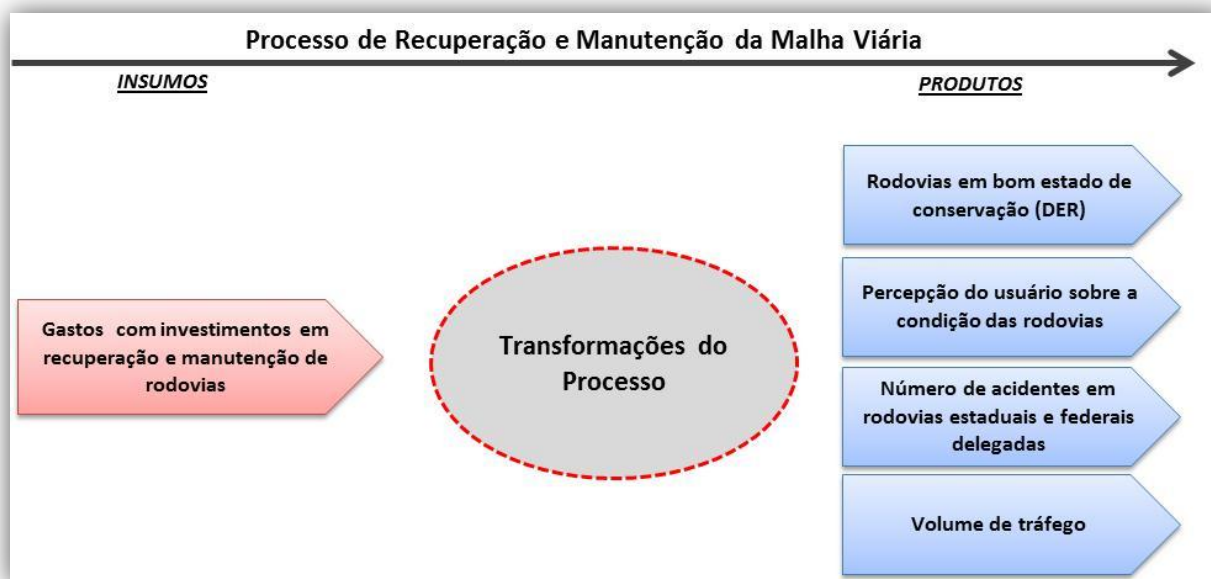 Processo de Recuperação e Manutenção da Malha Viária
INSUMOS
PRODUTOS
Gastos com investimentos em
recuperação e manutenção de
rodovias
Transformações do
Processo
Rodovias em bom estado de
conservação (DER)
Percepção do usuário sobre a
condição das rodovias
Número de acidentes em
rodovias estaduais e federais
delegadas
Volume de tráfego